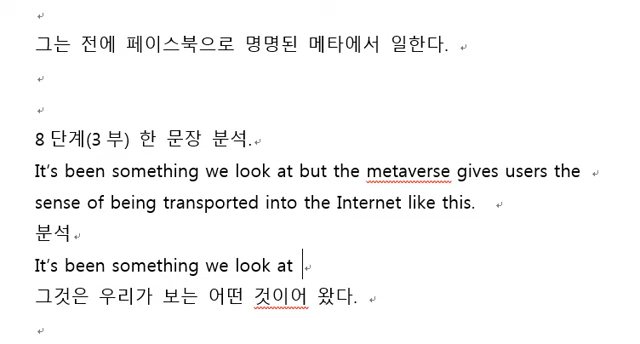 그는 전에 페이스북으로 명명된 메타에서 일한다.
8단계(3부) 한 문장 분석.
It's been something we look at but the metaverse gives users the
sense of being transported into the Internet like this.
분석
It's been something we look at
그것은 우리가 보는 어떤 것이어 왔다.